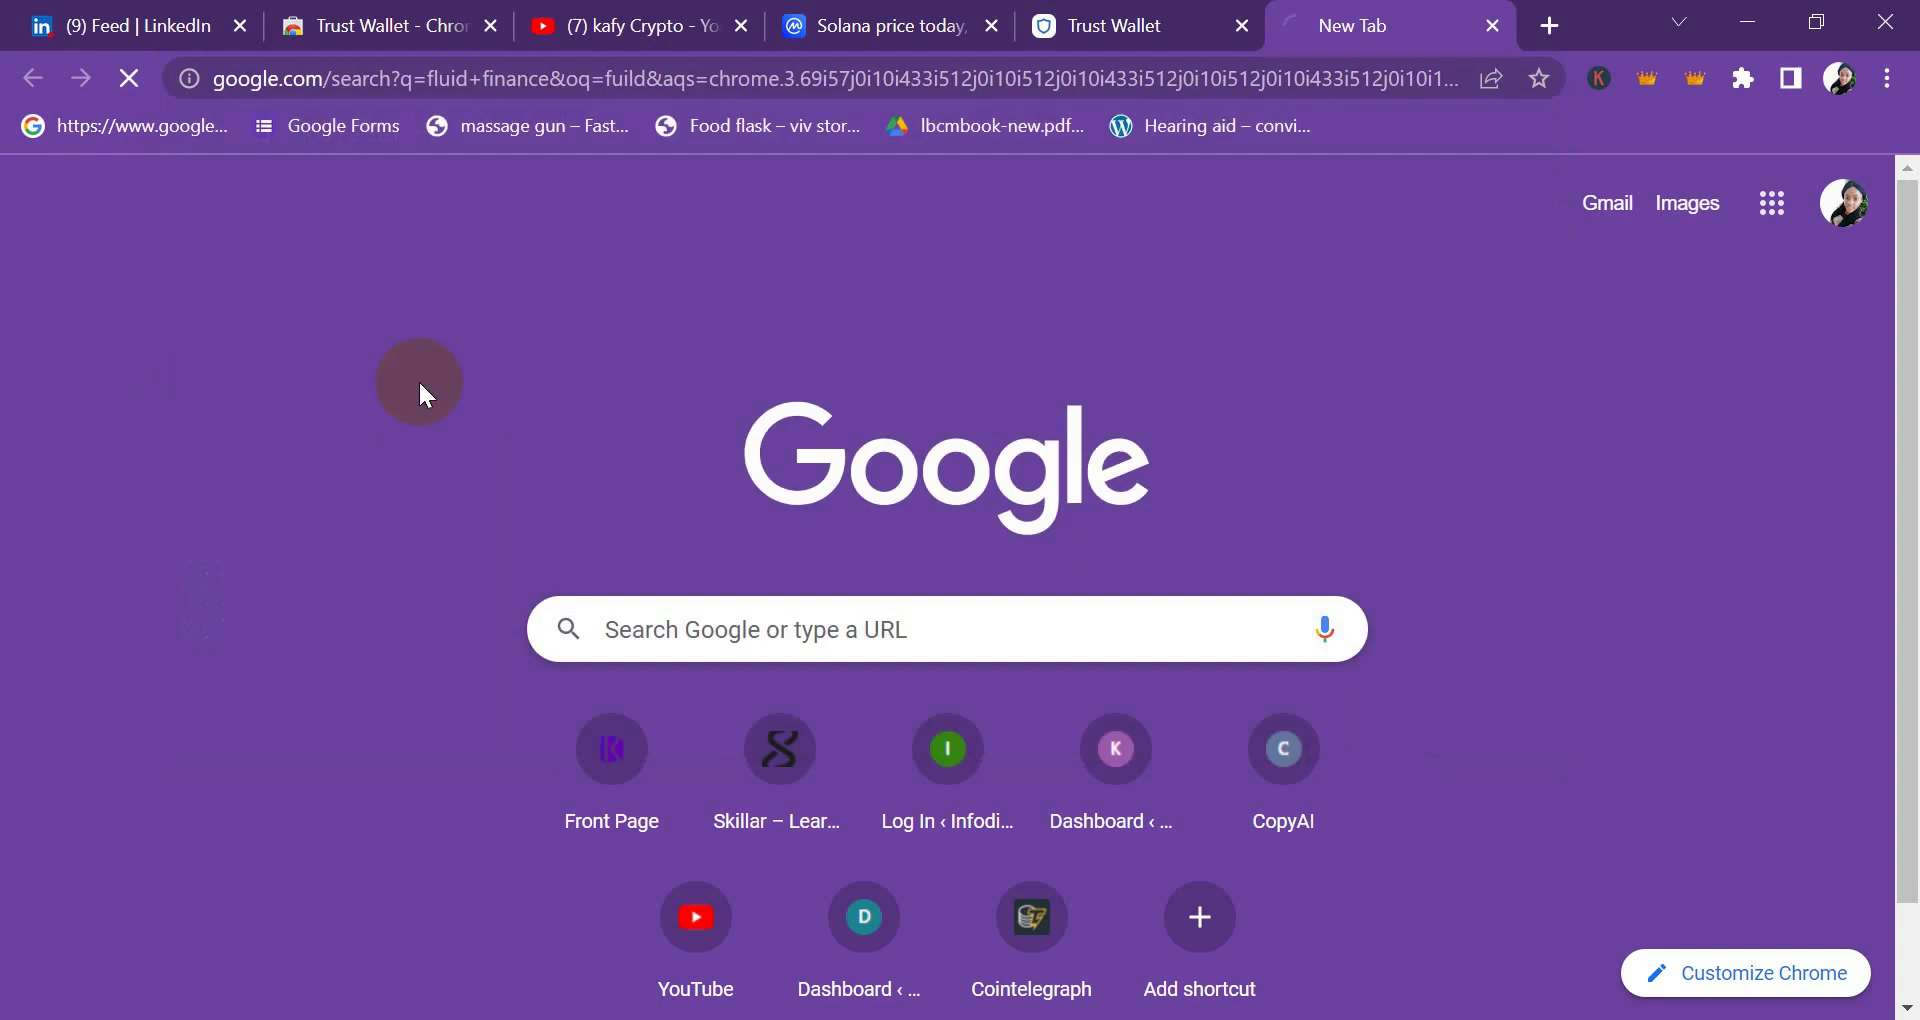 (9) Feed | LinkedIn
Trust Wallet - Chro
(7) kafy Crypto - Yo
Solana price today,
Trust Wallet
New Tab
google.com/search?q=fluid+finance&oq=fuild&aqs=chrome.3.69i57j0i10i433i512j0i10i512j0i10i433i512j0i10i512j0i10i433i512j0i10i1...
K
https://www.google...
Google Forms
massage gun – Fast...
Food flask – viv stor...
lbcmbook-new.pdf...
Hearing aid – convi...
Gmail
Images
Google
Search Google or type a URL
I
K
C
Front Page
Skillar – Lear...
Log In ‹ Infodi...
Dashboard ‹ ...
CopyAI
D
YouTube
Dashboard ‹ ...
Cointelegraph
Add shortcut
Customize Chrome